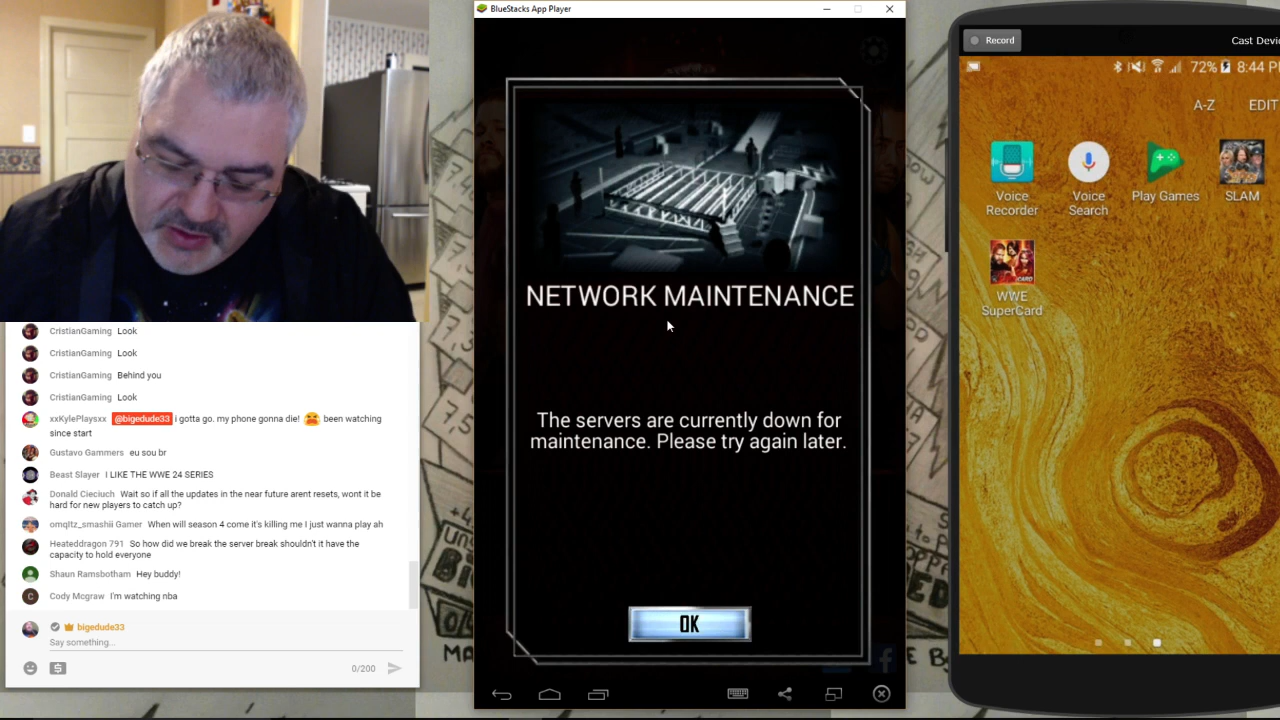 BlueStacks App Player
NETWORK MAINTENANCE
The servers are currently down for
maintenance. Please try again later.
OK
CristianGaming Look
CristianGaming Look
CristianGaming Behind you
CristianGaming Look
xxKylePlaysxx @bigedude33 i gotta go. my phone gonna die! been watching
since start
Gustavo Gammers eu sou br
Beast Slayer I LIKE THE WWE 24 SERIES
Donald Cieciuch Wait so if all the updates in the near future arent resets, wont it be
hard for new players to catch up?
omqItz_smashii Gamer When will season 4 come it's killing me I just wanna play ah
Heateddragon 791 So how did we break the server break shouldn't it have the
capacity to hold everyone
Shaun Ramsbotham Hey buddy!
C Cody Mcgraw I'm watching nba
bigedude33
Say something...
0/200
Record
72% 8:44
A-Z EDIT
Voice
Recorder
Voice
Search
Play Games
SLAM
WWE
SuperCard